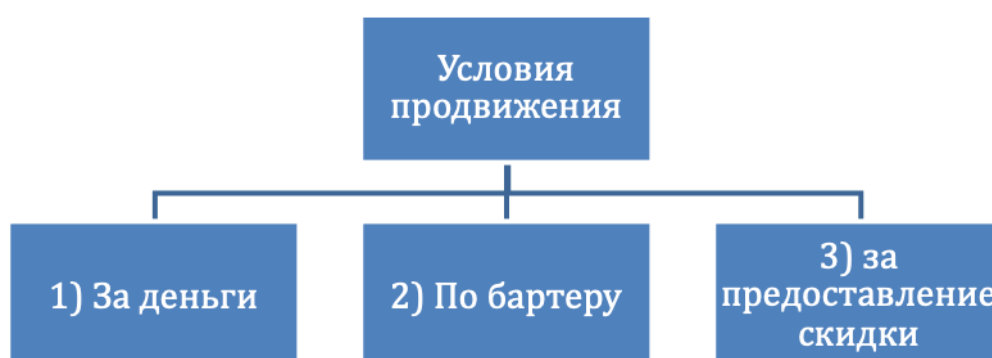 Условия
продвижения
1) За деньги
2) По бартеру
3) за
предоставление
скидки